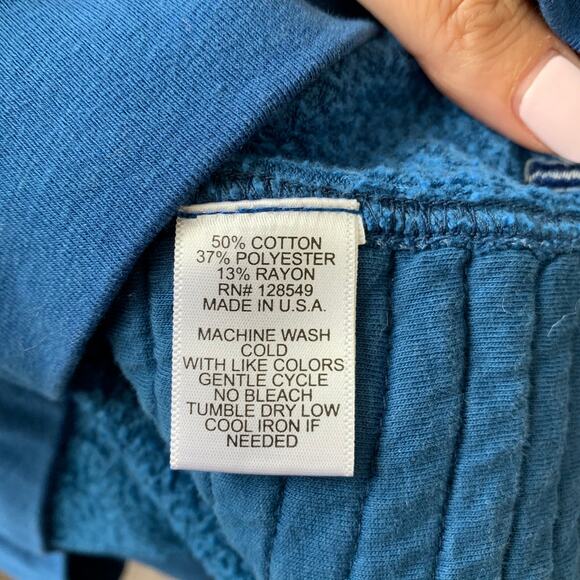 50% COTTON
37% POLYESTER
13% RAYON
RN# 128549
MADE IN U.S.A.
MACHINE WASH
COLD
WITH LIKE COLORS
GENTLE CYCLE
NO BLEACH
TUMBLE DRY LOW
COOL IRON IF
NEEDED